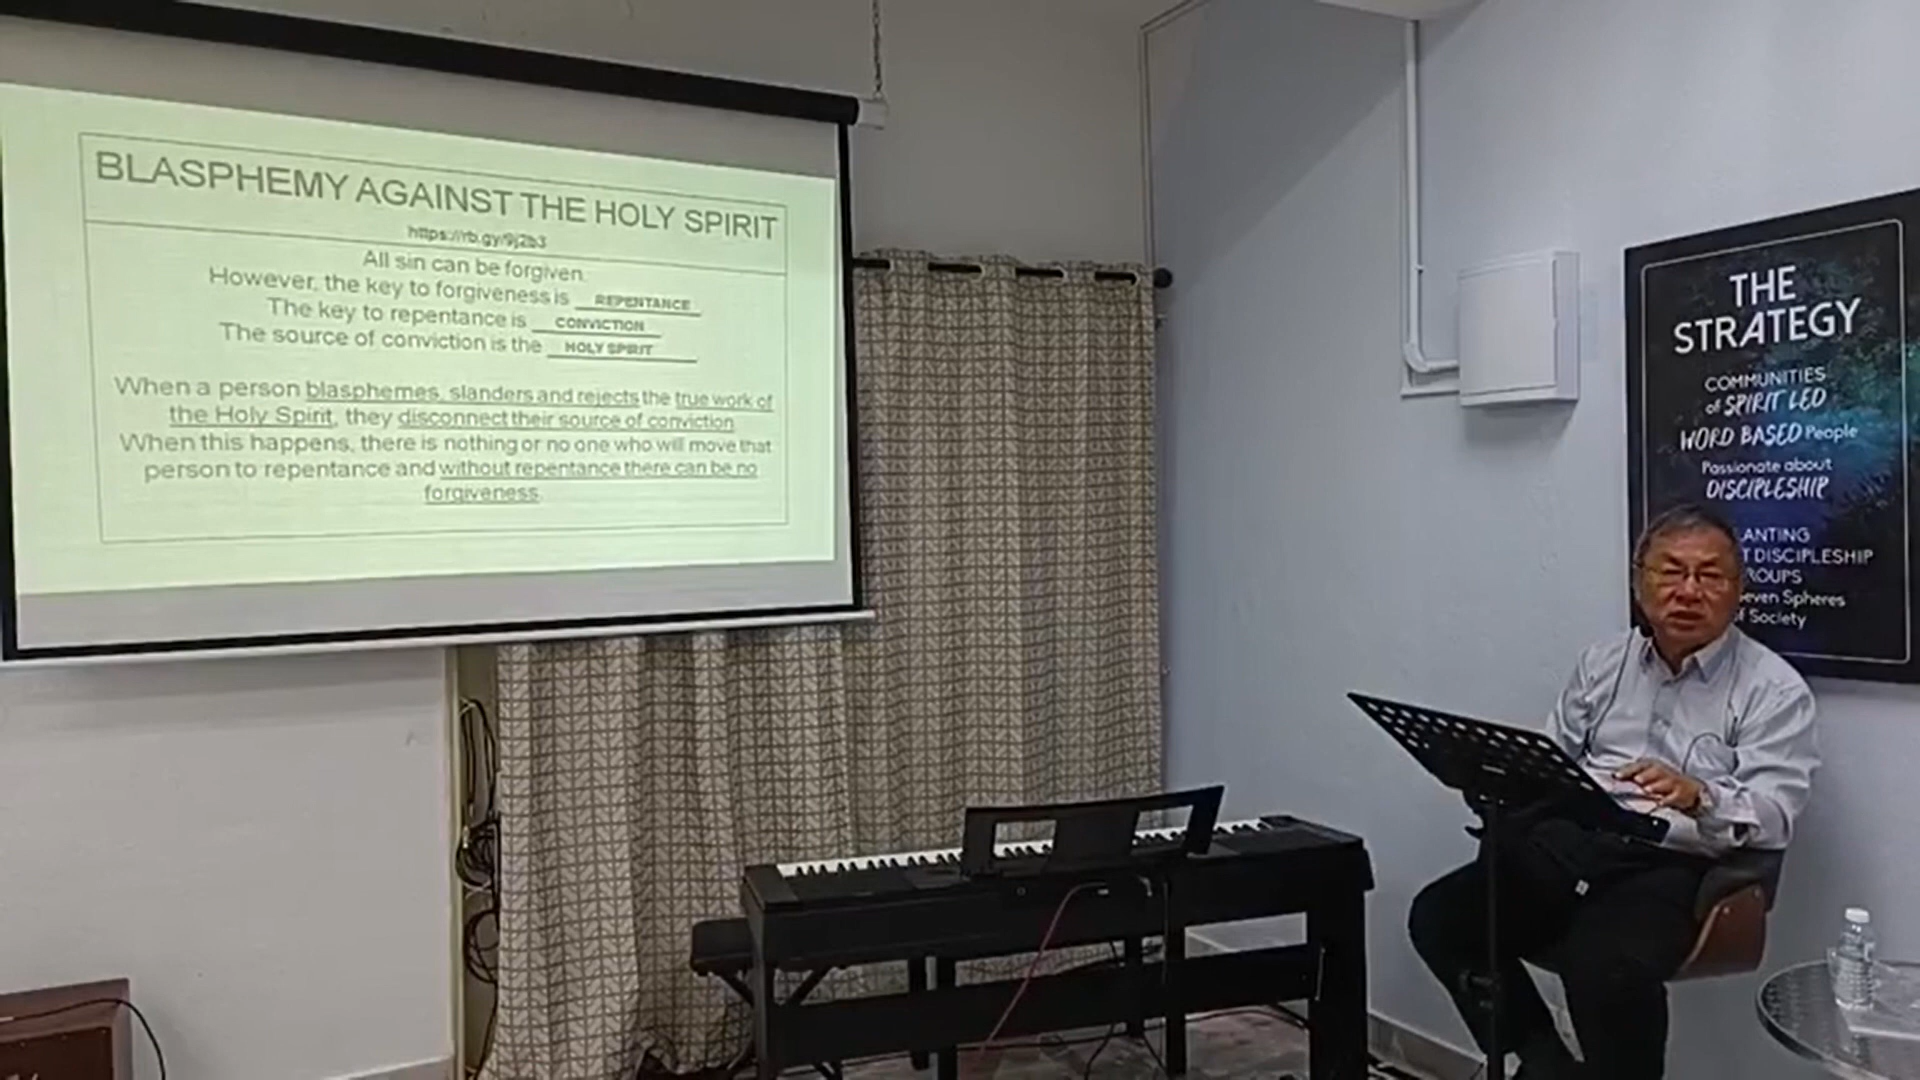 BLASPHEMY AGAINST THE HOLY SPIRIT
https://rb.gy/9j2b3
All sin can be forgiven.
However, the key to forgiveness is REPENTANCE
The key to repentance is CONVICTION
The source of conviction is the HOLY SPIRIT
When a person blasphemes, slanders and rejects the true work of
the Holy Spirit, they disconnect their source of conviction.
When this happens, there is nothing or no one who will move that
person to repentance and without repentance there can be no
forgiveness.
THE
STRATEGY
COMMUNITIES
of SPIRIT LED
WORD BASED People
Passionate about
DISCIPLESHIP
ANTING
T DISCIPLESHIP
ROUPS
even Spheres
f Society